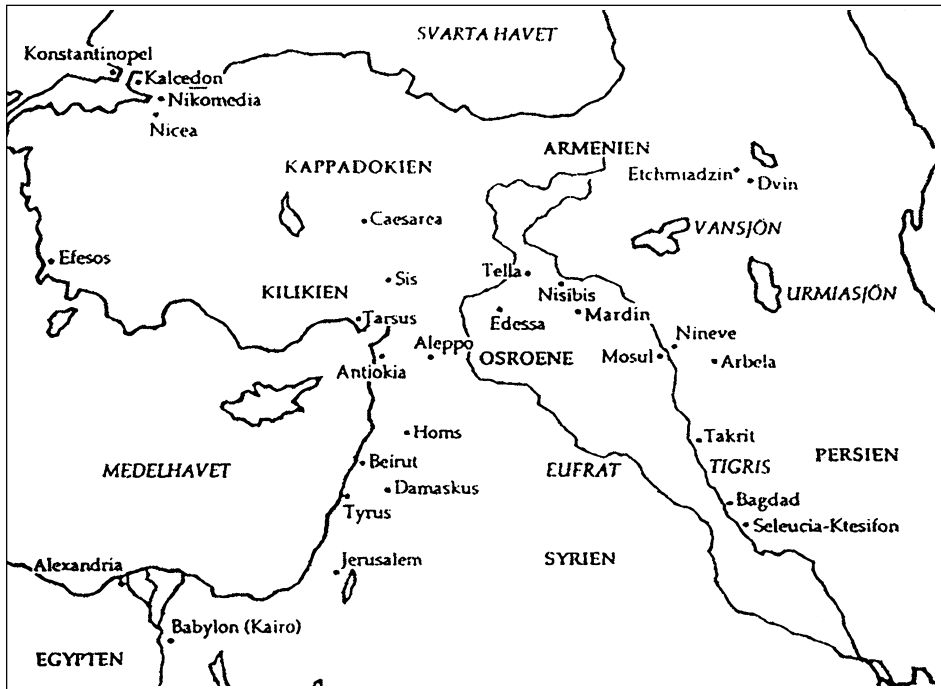 SVARTA HAVET
Konstantinopel
Kalcedon
Nikomedia
Nicea
ARMENIEN
KAPPADOKIEN
Etchmiadzin
Dvin
Caesarea
VANSJÖN
Efesos
Tella
Sis
KILIKIEN
Nisibis
URMIASJÖN
Tarsus
Edessa
Mardin
Aleppo
Nineve
Antiokia
OSROENE
Mosul
Arbela
Homs
Takrit
MEDELHAVET
Beirut
EUFRAT
TIGRIS
PERSIEN
Damaskus
Tyrus
Bagdad
Seleucia-Ktesifon
Alexandria
Jerusalem
SYRIEN
Babylon (Kairo)
EGYPTEN